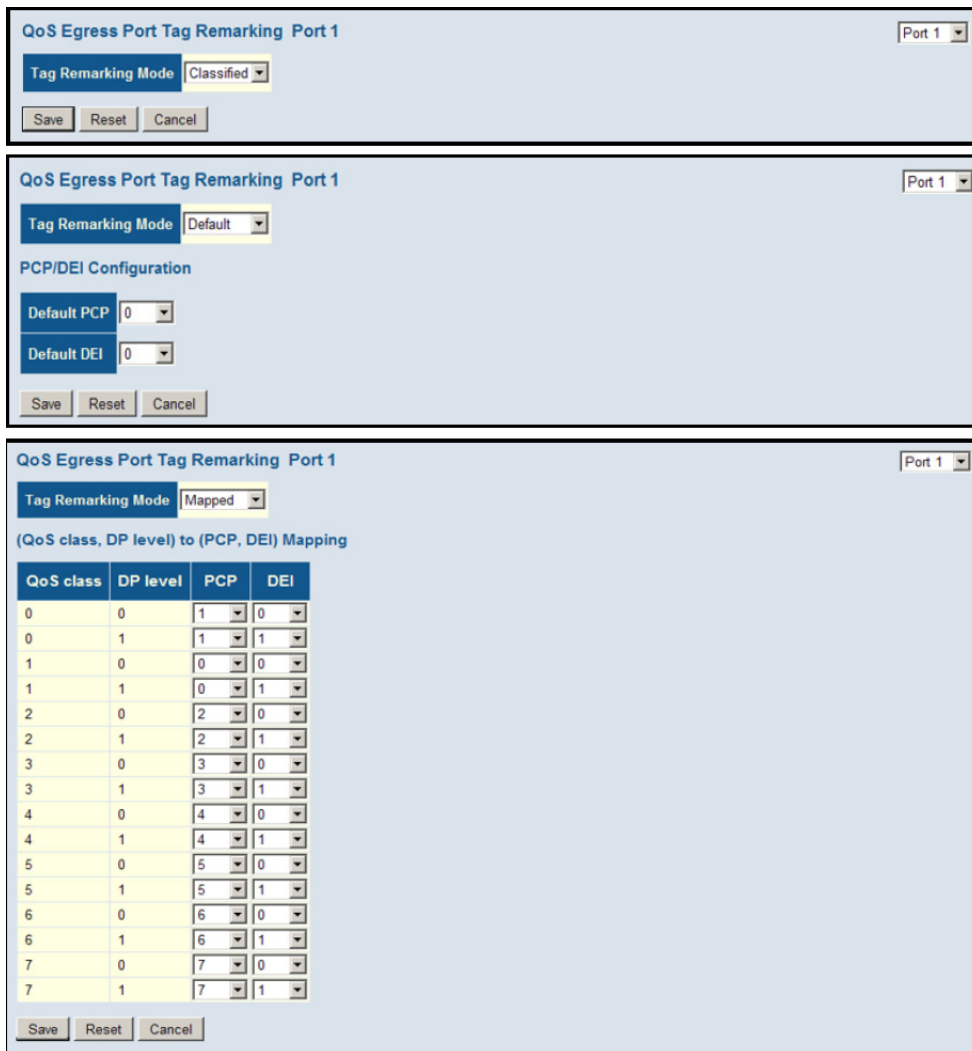 QoS Egress Port Tag Remarking Port 1
Port 1
Tag Remarking Mode Classified
Save Reset Cancel
QoS Egress Port Tag Remarking Port 1
Port 1
Tag Remarking Mode Default
PCP/DEI Configuration
Default PCP 0
Default DEI 0
Save Reset Cancel
QoS Egress Port Tag Remarking Port 1
Port 1
Tag Remarking Mode Mapped
(QoS class, DP level) to (PCP, DEI) Mapping
QoS class DP level PCP DEI
0 0 1 0
0 1 1 1
1 0 0 0
1 1 0 1
2 0 2 0
2 1 2 1
3 0 3 0
3 1 3 1
4 0 4 0
4 1 4 1
5 0 5 0
5 1 5 1
6 0 6 0
6 1 6 1
7 0 7 0
7 1 7 1
Save Reset Cancel